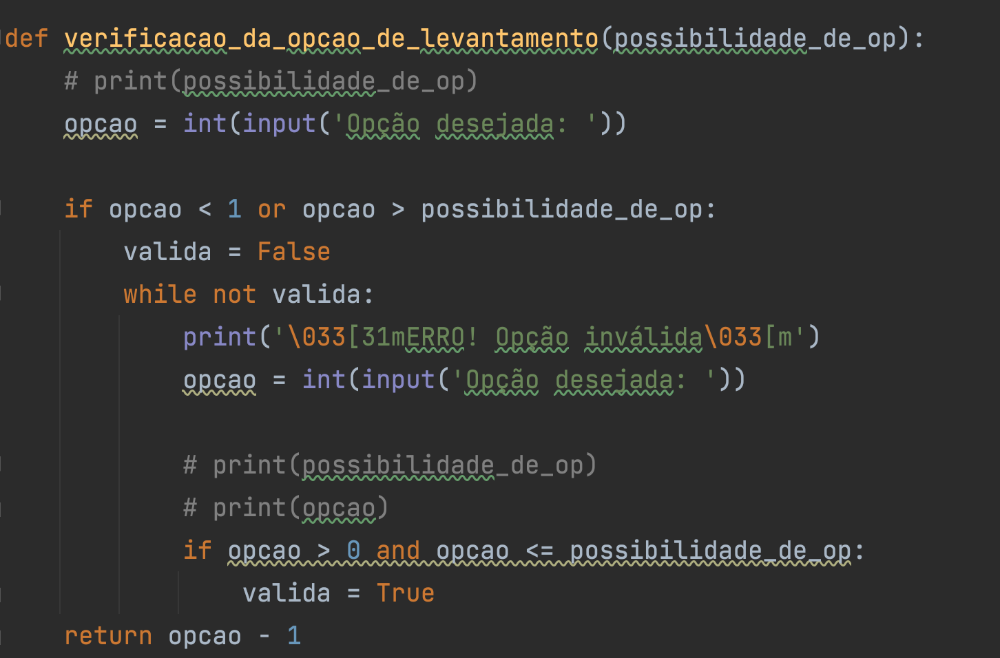 def verificacao_da_opcao_de_levantamento(possibilidade_de_op):
    # print(possibilidade_de_op)
    opcao = int(input('Opção desejada: '))

    if opcao < 1 or opcao > possibilidade_de_op:
        valida = False
        while not valida:
            print('\033[31mERRO! Opção inválida\033[m')
            opcao = int(input('Opção desejada: '))

            # print(possibilidade_de_op)
            # print(opcao)
            if opcao > 0 and opcao <= possibilidade_de_op:
                valida = True
    return opcao - 1